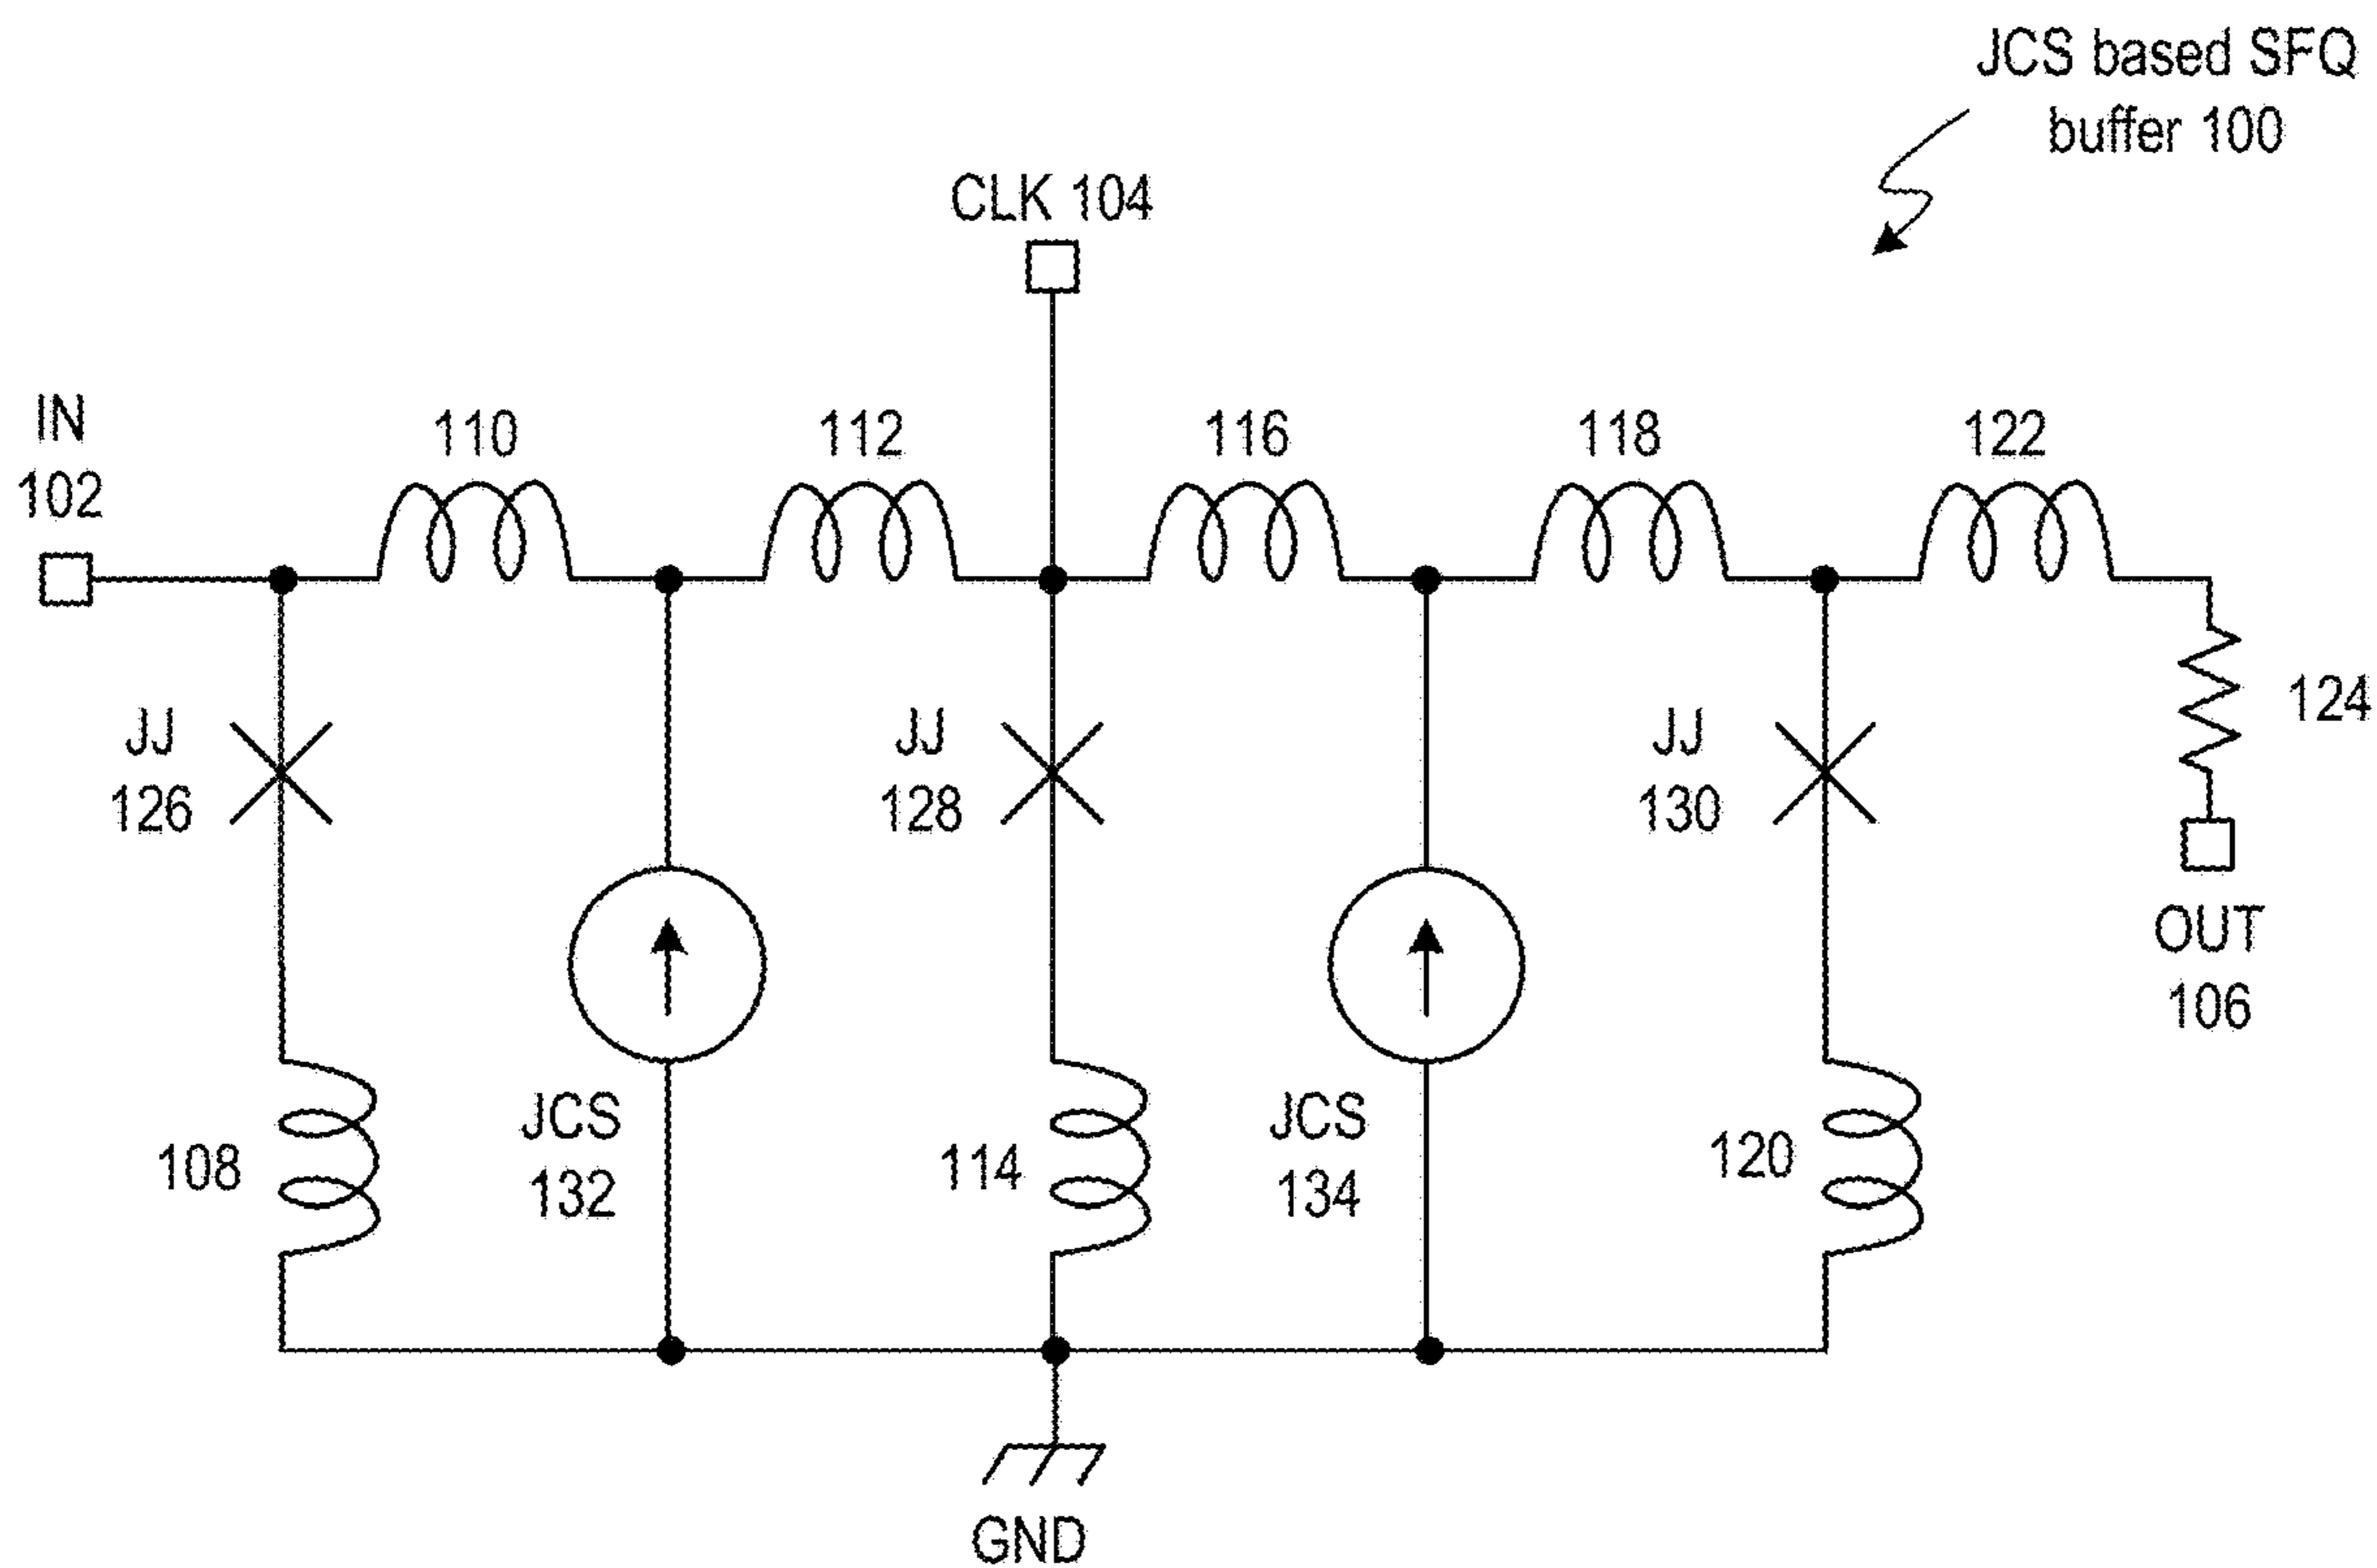 JCS based SFQ
buffer 100
CLK 104
IN
102
110
112
116
118
122
JJ
126
JJ
128
JJ
130
124
OUT
106
108
JCS
132
114
JCS
134
120
GND